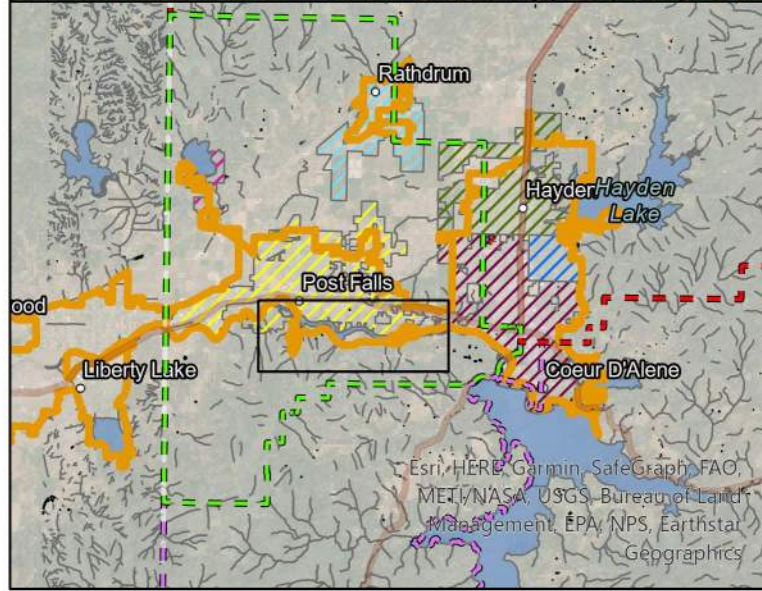 Rathdrum
Hayden
Hayden
Lake
Post Falls
ood
Liberty Lake
Coeur D'Alene
Esri, HERE, Garmin, SafeGraph, FAO,
METI/NASA, USGS, Bureau of Land
Management, EPA, NPS, Earthstar
Geographics